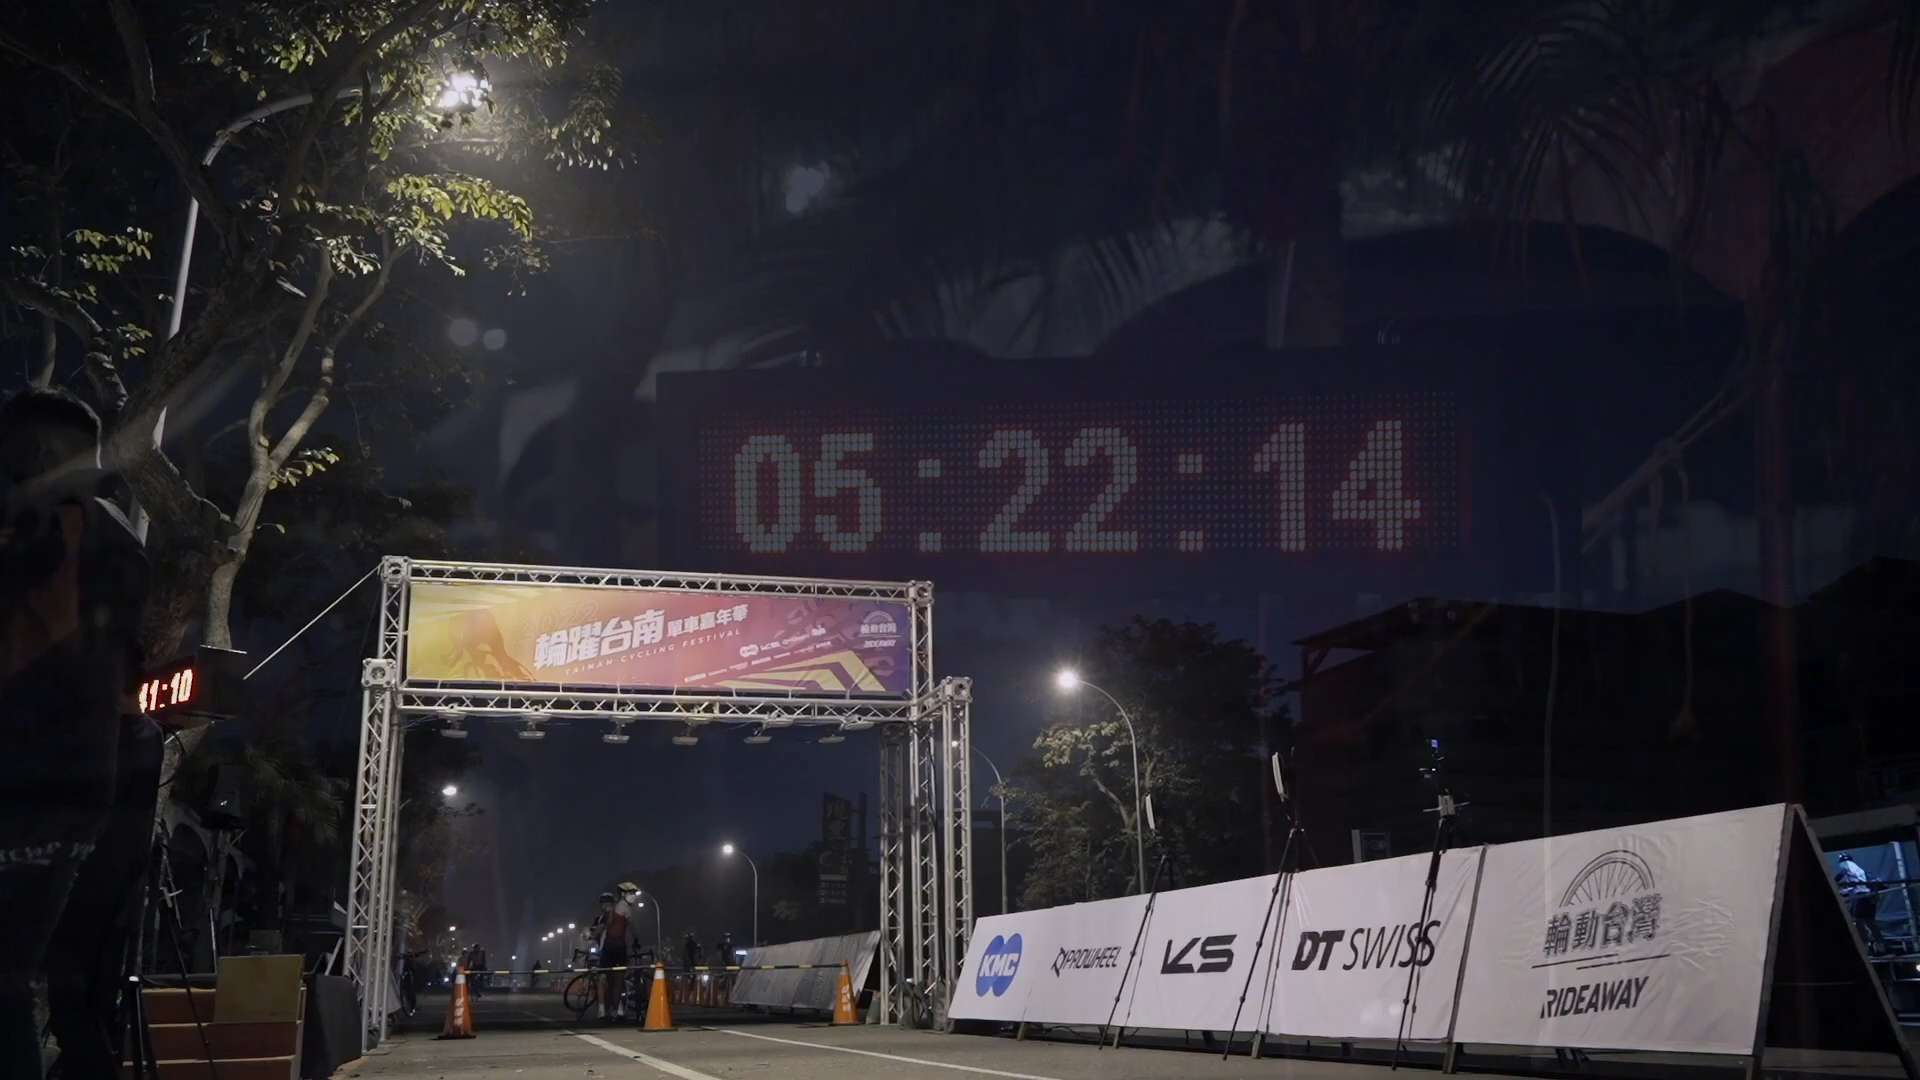 05:22:14
2022
輪躍台南 單車嘉年華
TAINAN CYCLING FESTIVAL
輪動台灣
RIDEAWAY
41:10
KMC
PROWHEEL
KS
DT SWISS
輪動台灣
RIDEAWAY